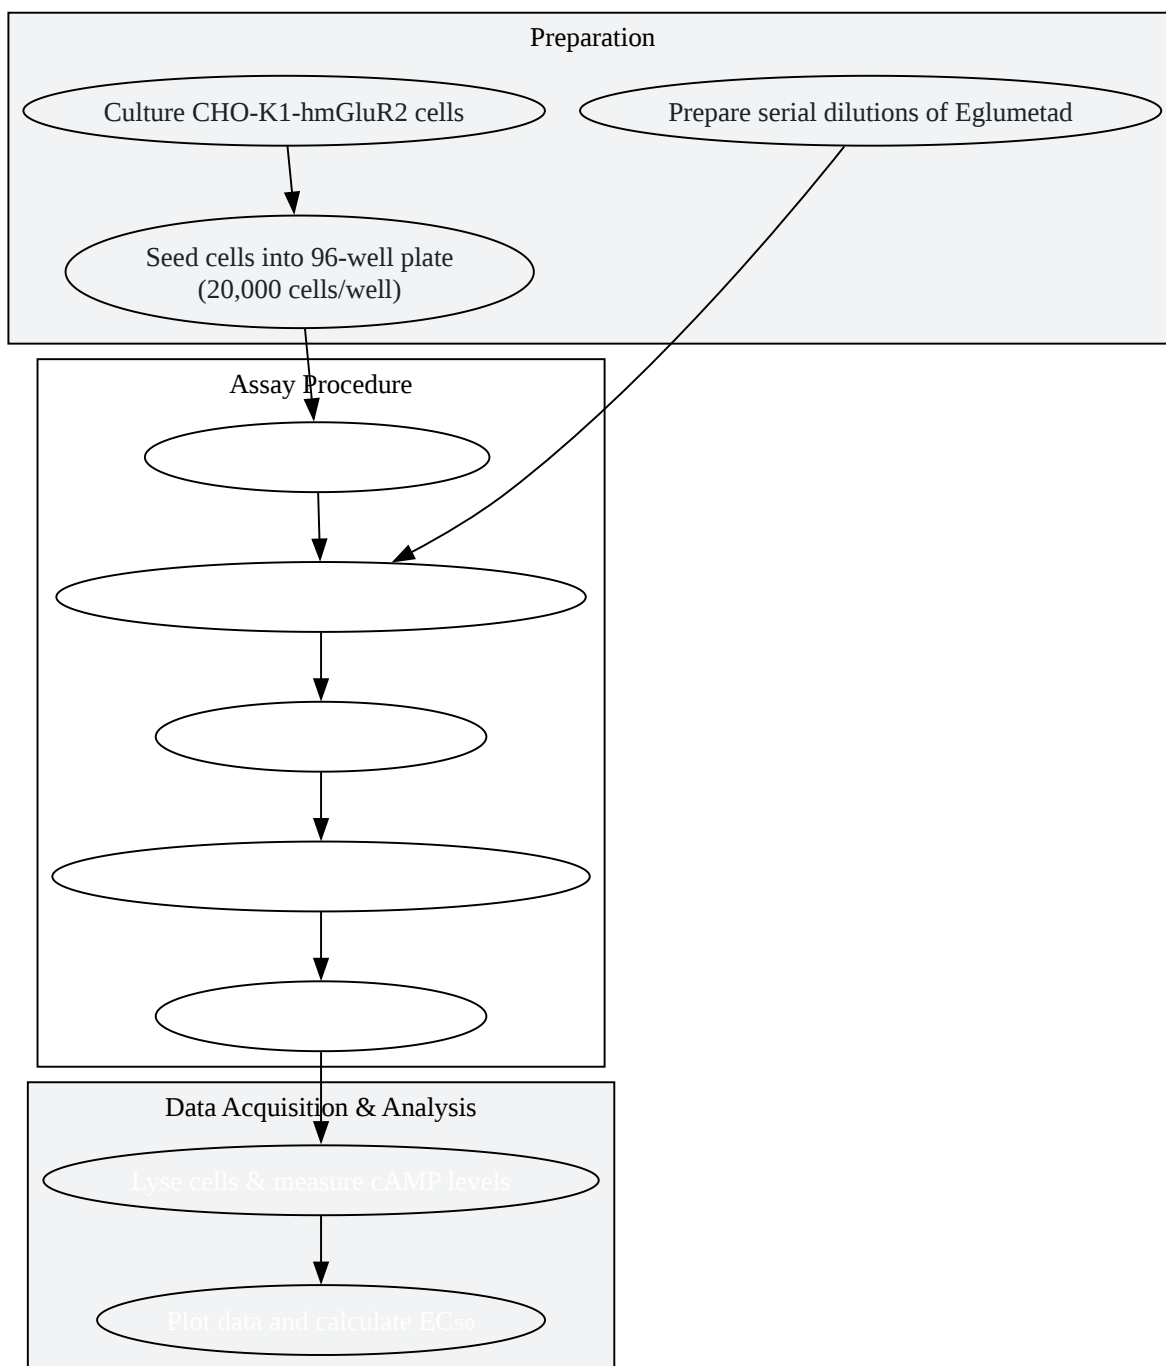 Preparation
Culture CHO-K1-hmGluR2 cells
Prepare serial dilutions of Eglumetad
Seed cells into 96-well plate
(20,000 cells/well)
Assay Procedure
Data Acquisition & Analysis
Lyse cells & measure cAMP levels
Plot data and calculate EC₅₀